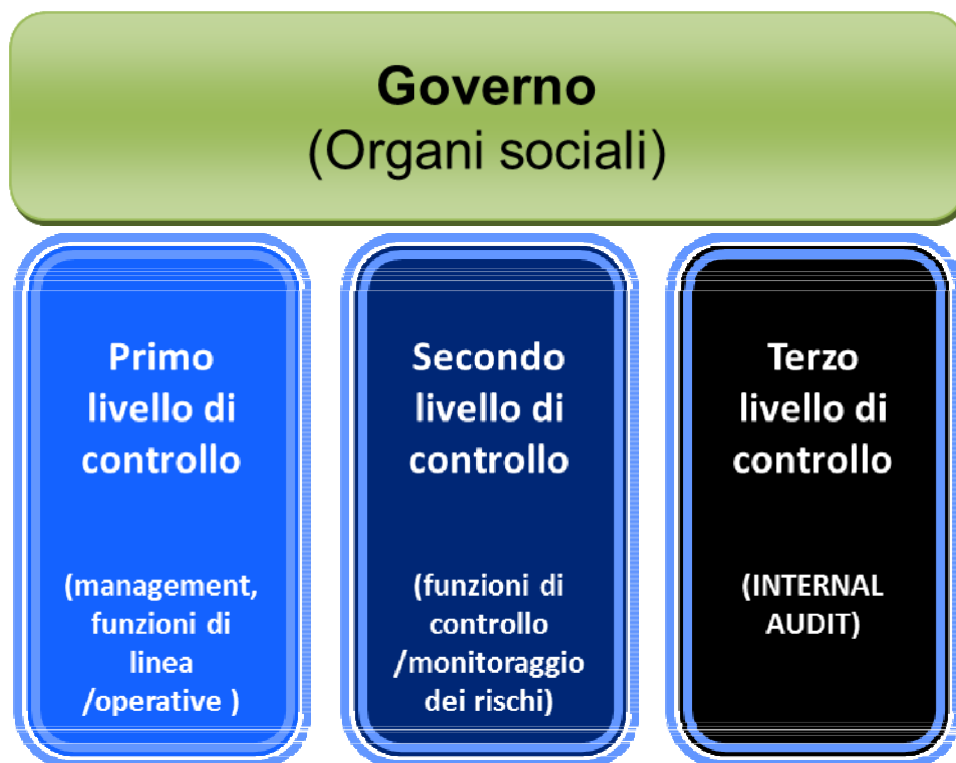 Governo
(Organi sociali)
Primo
livello di
controllo
(management,
funzioni di
linea
/operative )
Secondo
livello di
controllo
(funzioni di
controllo
/monitoraggio
dei rischi)
Terzo
livello di
controllo
(INTERNAL
AUDIT)